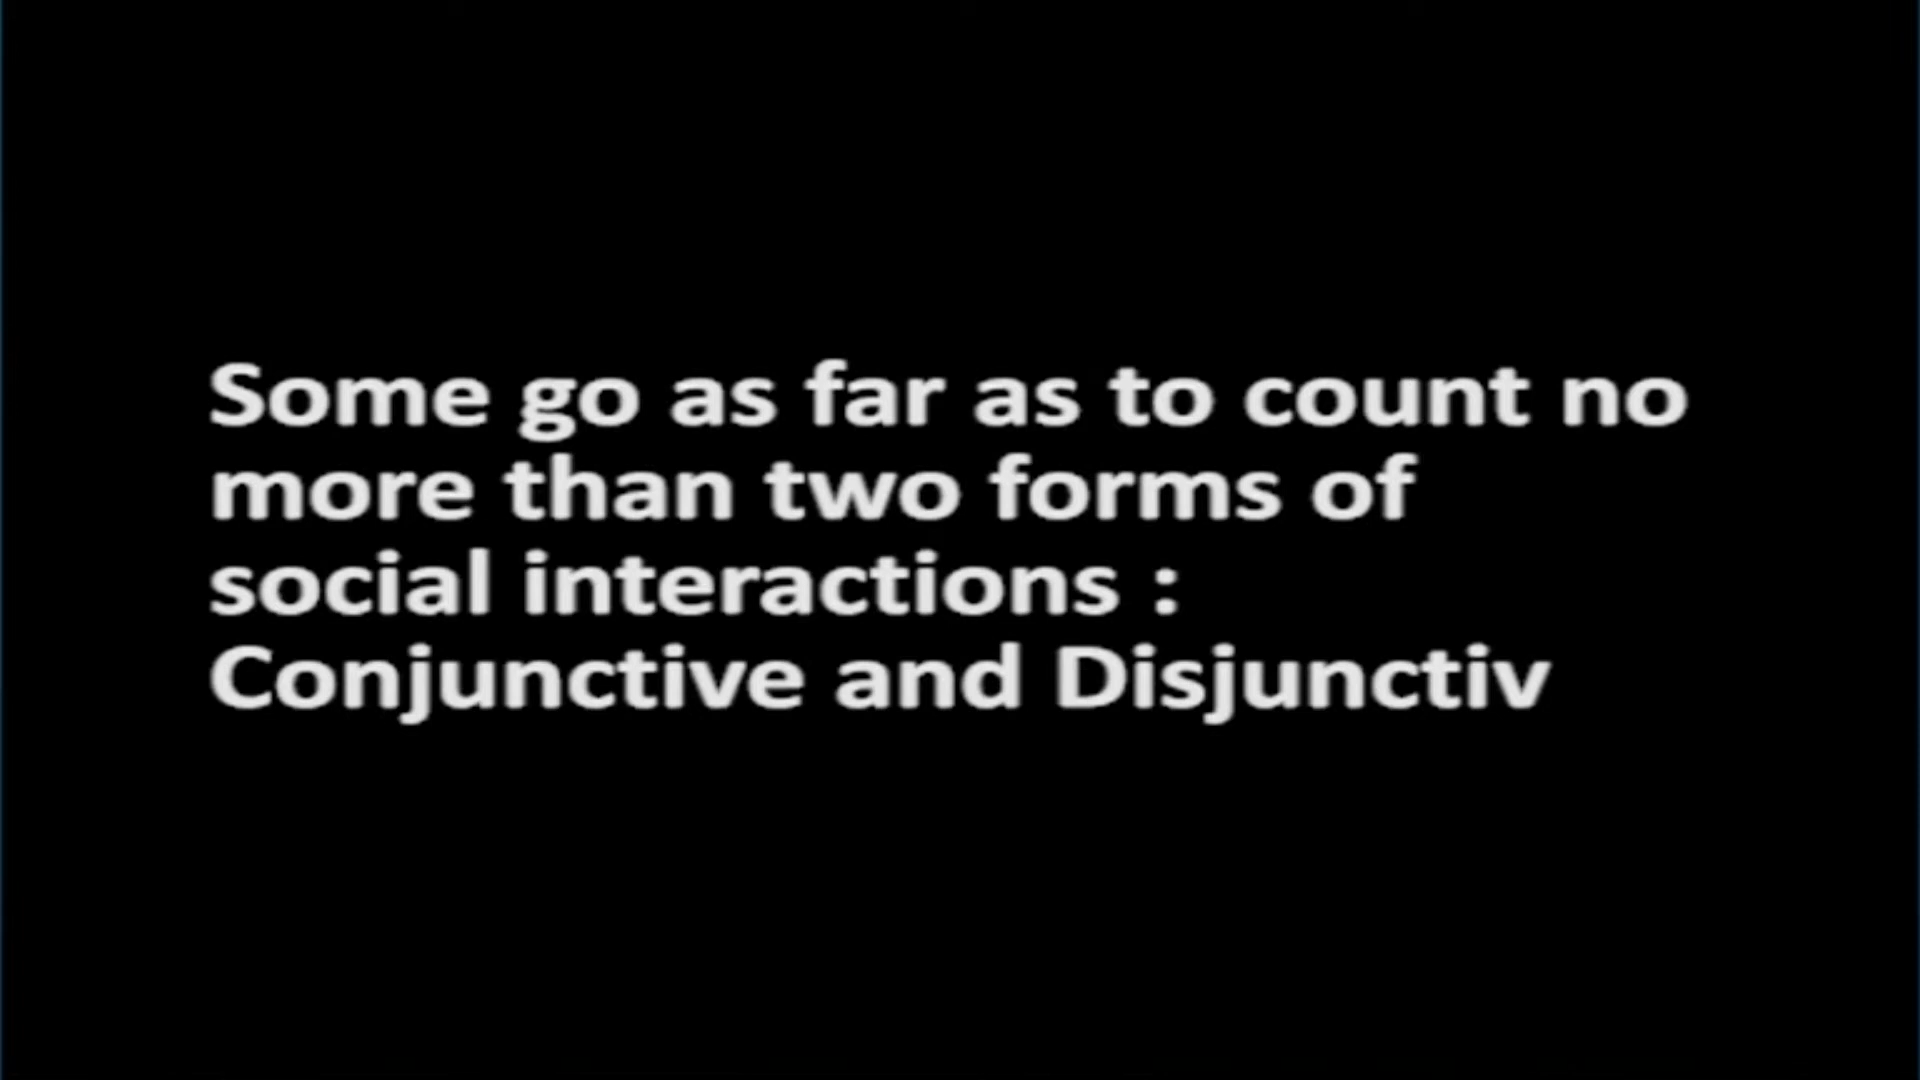 Some go as far as to count no
more than two forms of
social interactions :
Conjunctive and Disjunctiv